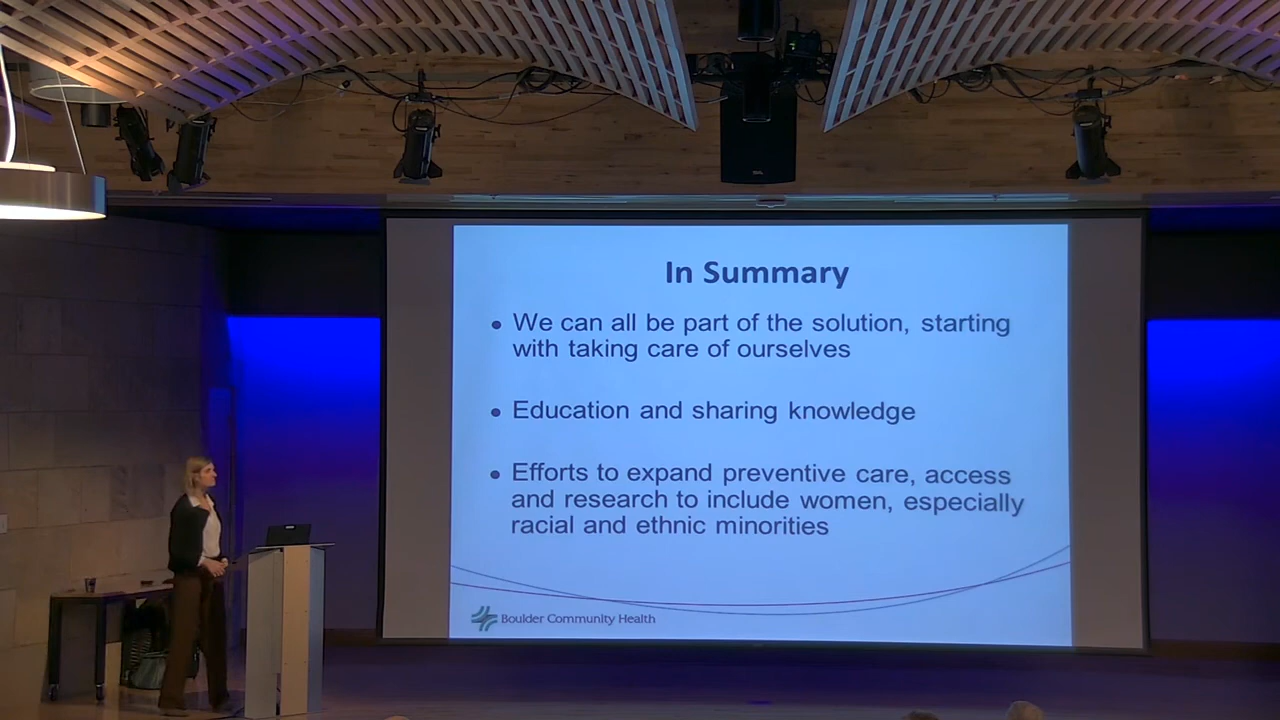 In Summary
• We can all be part of the solution, starting
with taking care of ourselves
• Education and sharing knowledge
• Efforts to expand preventive care, access
and research to include women, especially
racial and ethnic minorities
Boulder Community Health